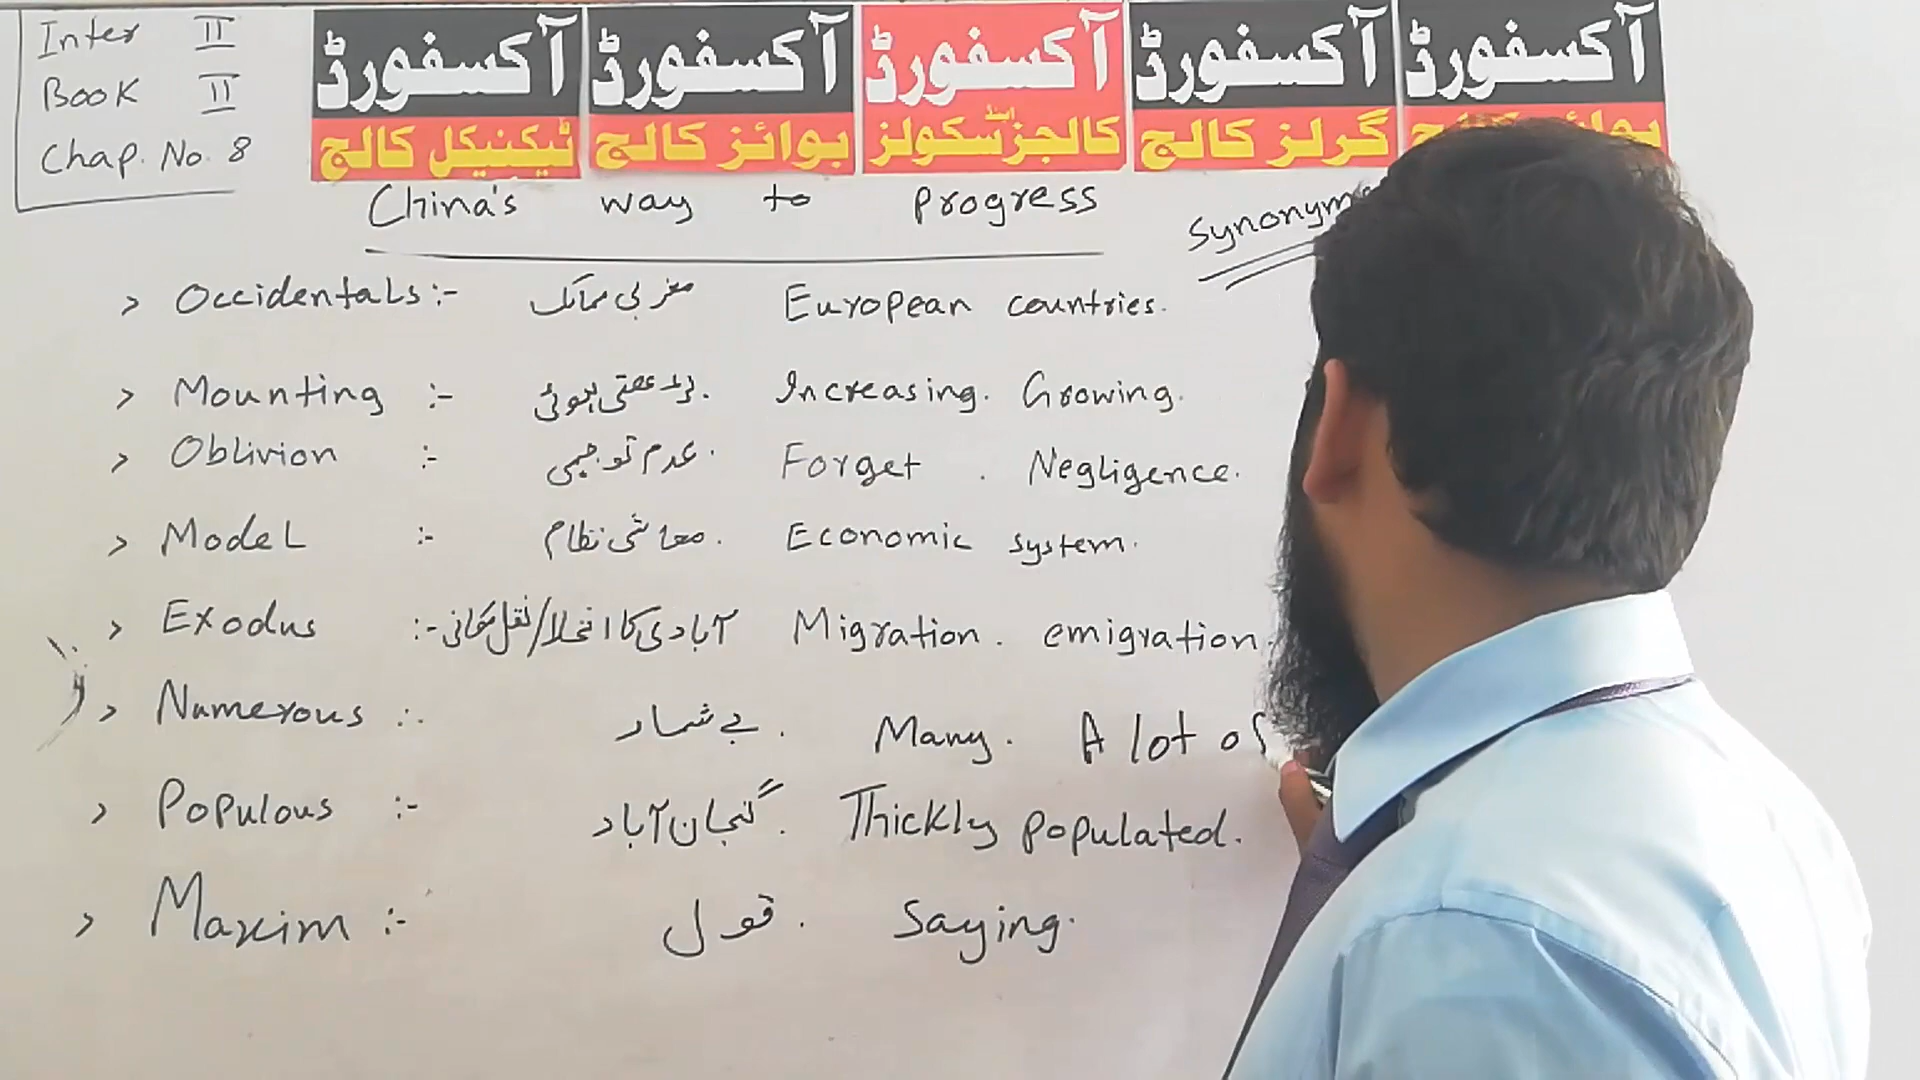 Inter II
Book II
Chap. No. 8
آکسفورڈ آکسفورڈ آکسفورڈ آکسفورڈ آکسفورڈ
ٹیکنیکل کالج بوائز کالج کالجز اینڈ سکولز گرلز کالج
China's way to Progress
Synonym
> Occidentals :- مغربی ممالک European countries.
> Mounting :- بڑھتی ہوئی. Increasing. Growing.
> Oblivion :- عدم توجہی. Forget . Negligence.
> Model :- معاشی نظام. Economic system.
> Exodus :- آبادی کا انخلا/نقل مکانی Migration. emigration.
> Numerous :. بے شمار. Many. A lot of
> Populous :- گنجان آباد. Thickly populated.
> Maxim :- قول. Saying.